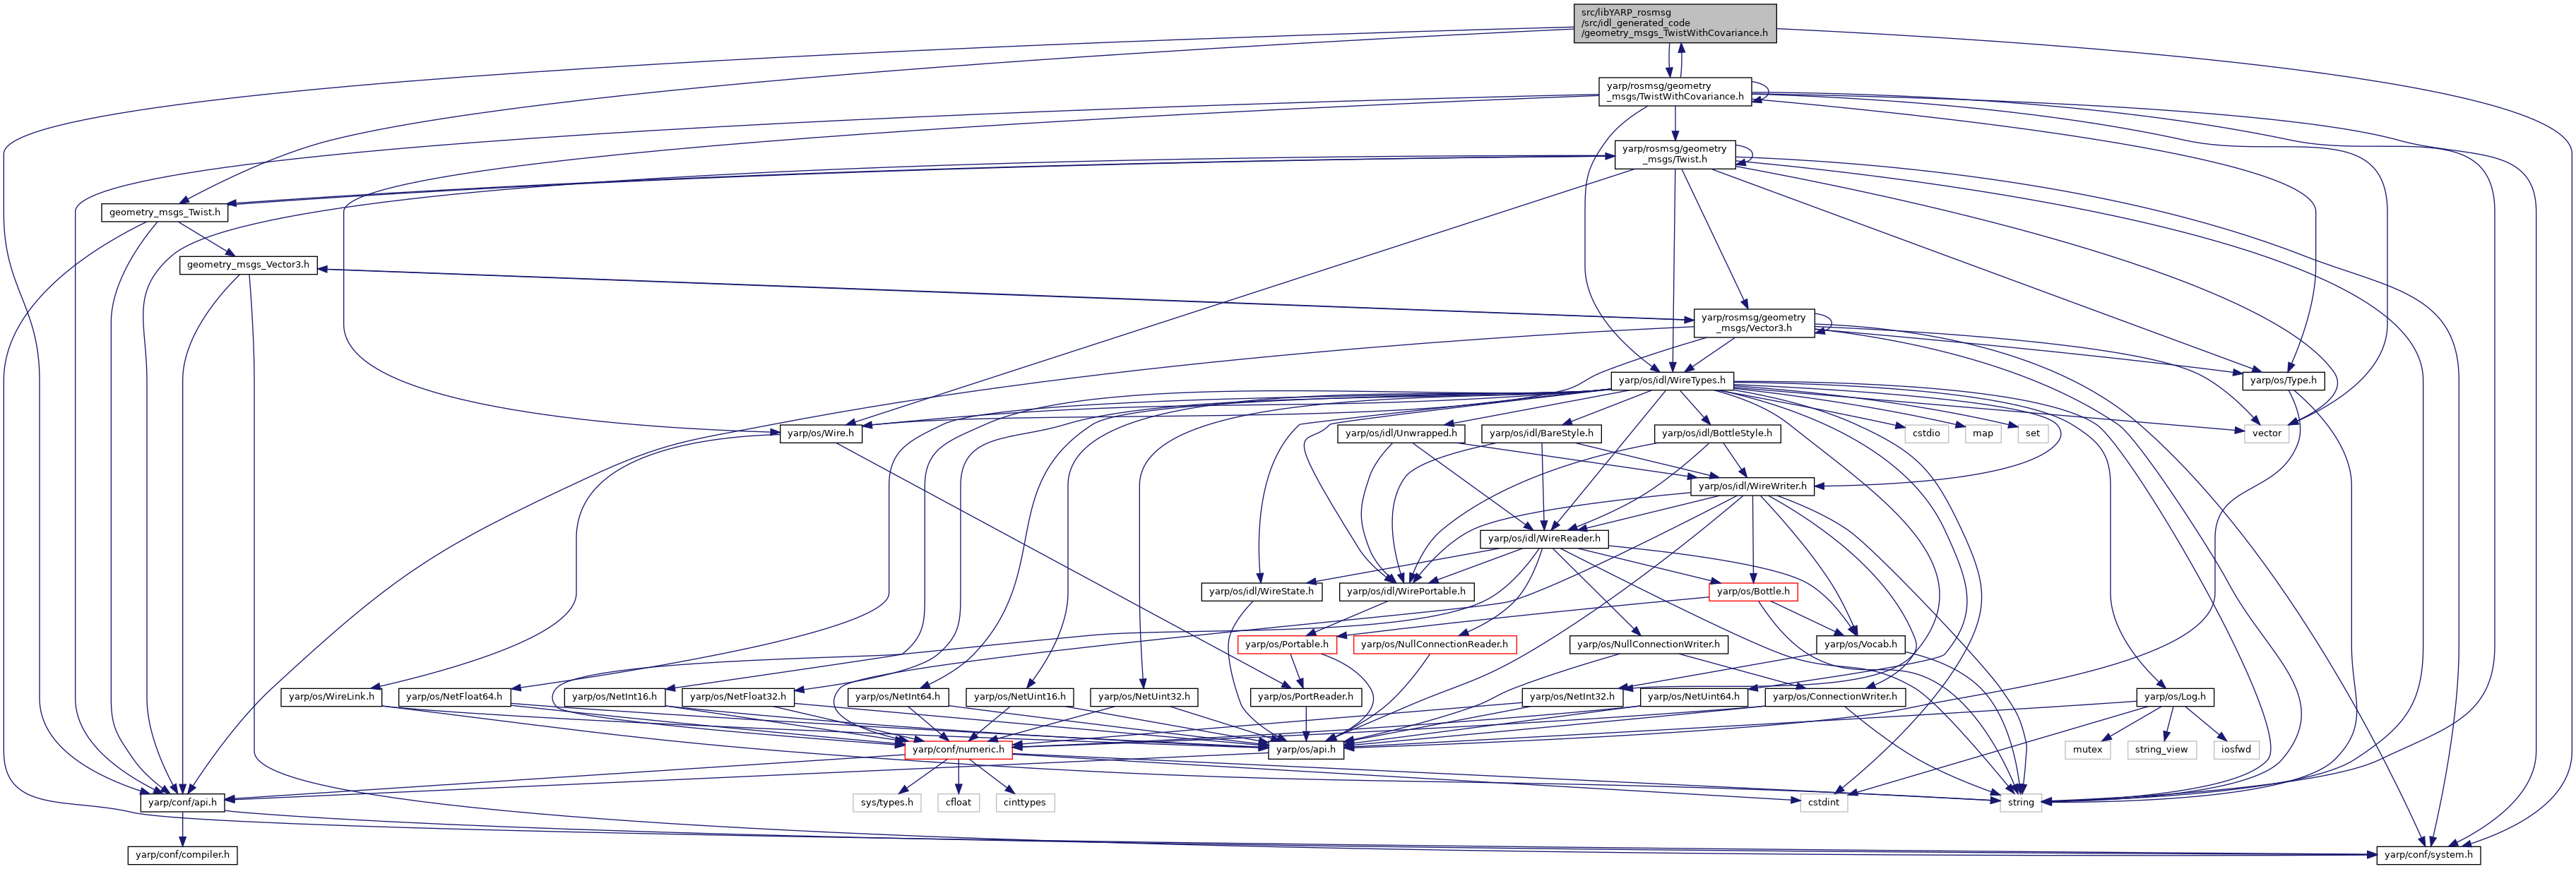 src/libYARP_rosmsg
/src/idl_generated_code
/geometry_msgs_TwistWithCovariance.h
yarp/rosmsg/geometry
_msgs/TwistWithCovariance.h
yarp/rosmsg/geometry
_msgs/Twist.h
geometry_msgs_Twist.h
geometry_msgs_Vector3.h
yarp/rosmsg/geometry
_msgs/Vector3.h
yarp/os/idl/WireTypes.h
yarp/os/Type.h
yarp/os/Wire.h
yarp/os/idl/Unwrapped.h
yarp/os/idl/BareStyle.h
yarp/os/idl/BottleStyle.h
cstdio
map
set
vector
yarp/os/idl/WireWriter.h
yarp/os/idl/WireReader.h
yarp/os/idl/WireState.h
yarp/os/idl/WirePortable.h
yarp/os/Bottle.h
yarp/os/Portable.h
yarp/os/NullConnectionReader.h
yarp/os/NullConnectionWriter.h
yarp/os/Vocab.h
yarp/os/WireLink.h
yarp/os/NetFloat64.h
yarp/os/NetInt16.h
yarp/os/NetFloat32.h
yarp/os/NetInt64.h
yarp/os/NetUint16.h
yarp/os/NetUint32.h
yarp/os/PortReader.h
yarp/os/NetInt32.h
yarp/os/NetUint64.h
yarp/os/ConnectionWriter.h
yarp/os/Log.h
yarp/conf/numeric.h
yarp/os/api.h
mutex
string_view
iosfwd
yarp/conf/api.h
sys/types.h
cfloat
cinttypes
cstdint
string
yarp/conf/compiler.h
yarp/conf/system.h